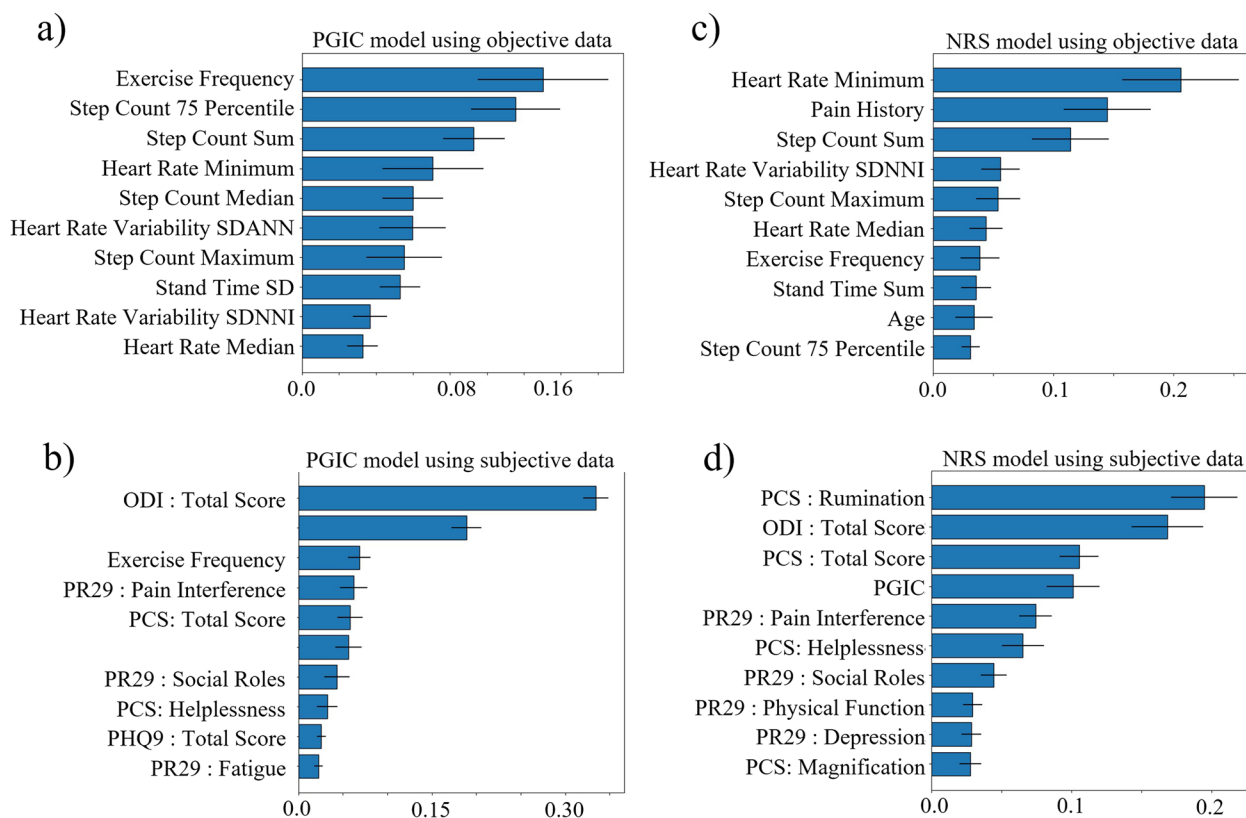 a)
PGIC model using objective data
Exercise Frequency
Step Count 75 Percentile
Step Count Sum
Heart Rate Minimum
Step Count Median
Heart Rate Variability SDANN
Step Count Maximum
Stand Time SD
Heart Rate Variability SDNNI
Heart Rate Median
0.0 0.08 0.16
c)
NRS model using objective data
Heart Rate Minimum
Pain History
Step Count Sum
Heart Rate Variability SDNNI
Step Count Maximum
Heart Rate Median
Exercise Frequency
Stand Time Sum
Age
Step Count 75 Percentile
0.0 0.1 0.2
b)
PGIC model using subjective data
ODI : Total Score
Exercise Frequency
PR29 : Pain Interference
PCS: Total Score
PR29 : Social Roles
PCS: Helplessness
PHQ9 : Total Score
PR29 : Fatigue
0.0 0.15 0.30
d)
NRS model using subjective data
PCS : Rumination
ODI : Total Score
PCS : Total Score
PGIC
PR29 : Pain Interference
PCS: Helplessness
PR29 : Social Roles
PR29 : Physical Function
PR29 : Depression
PCS: Magnification
0.0 0.1 0.2